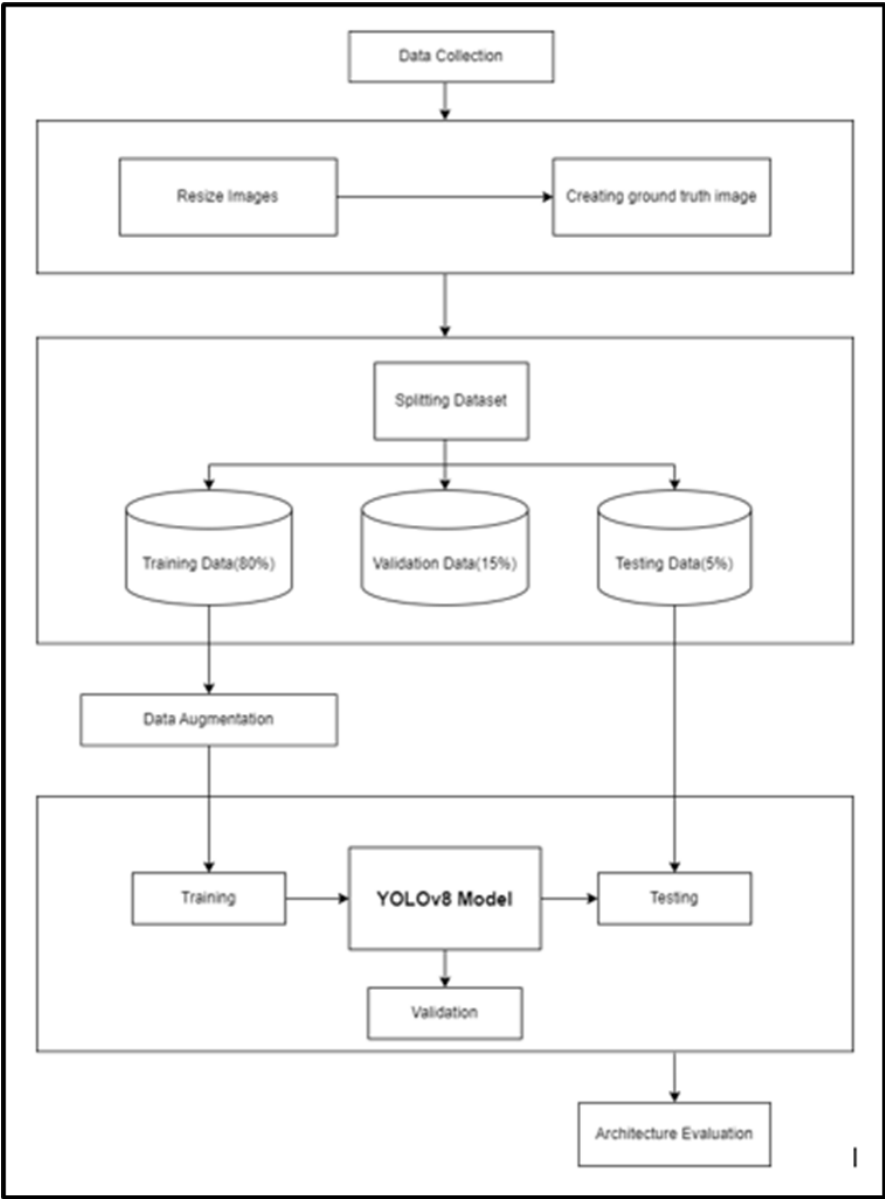 Data Collection
Resize Images
Creating ground truth image
Splitting Dataset
Training Data(80%)
Validation Data(15%)
Testing Data(5%)
Data Augmentation
Training
YOLOv8 Model
Testing
Validation
Architecture Evaluation